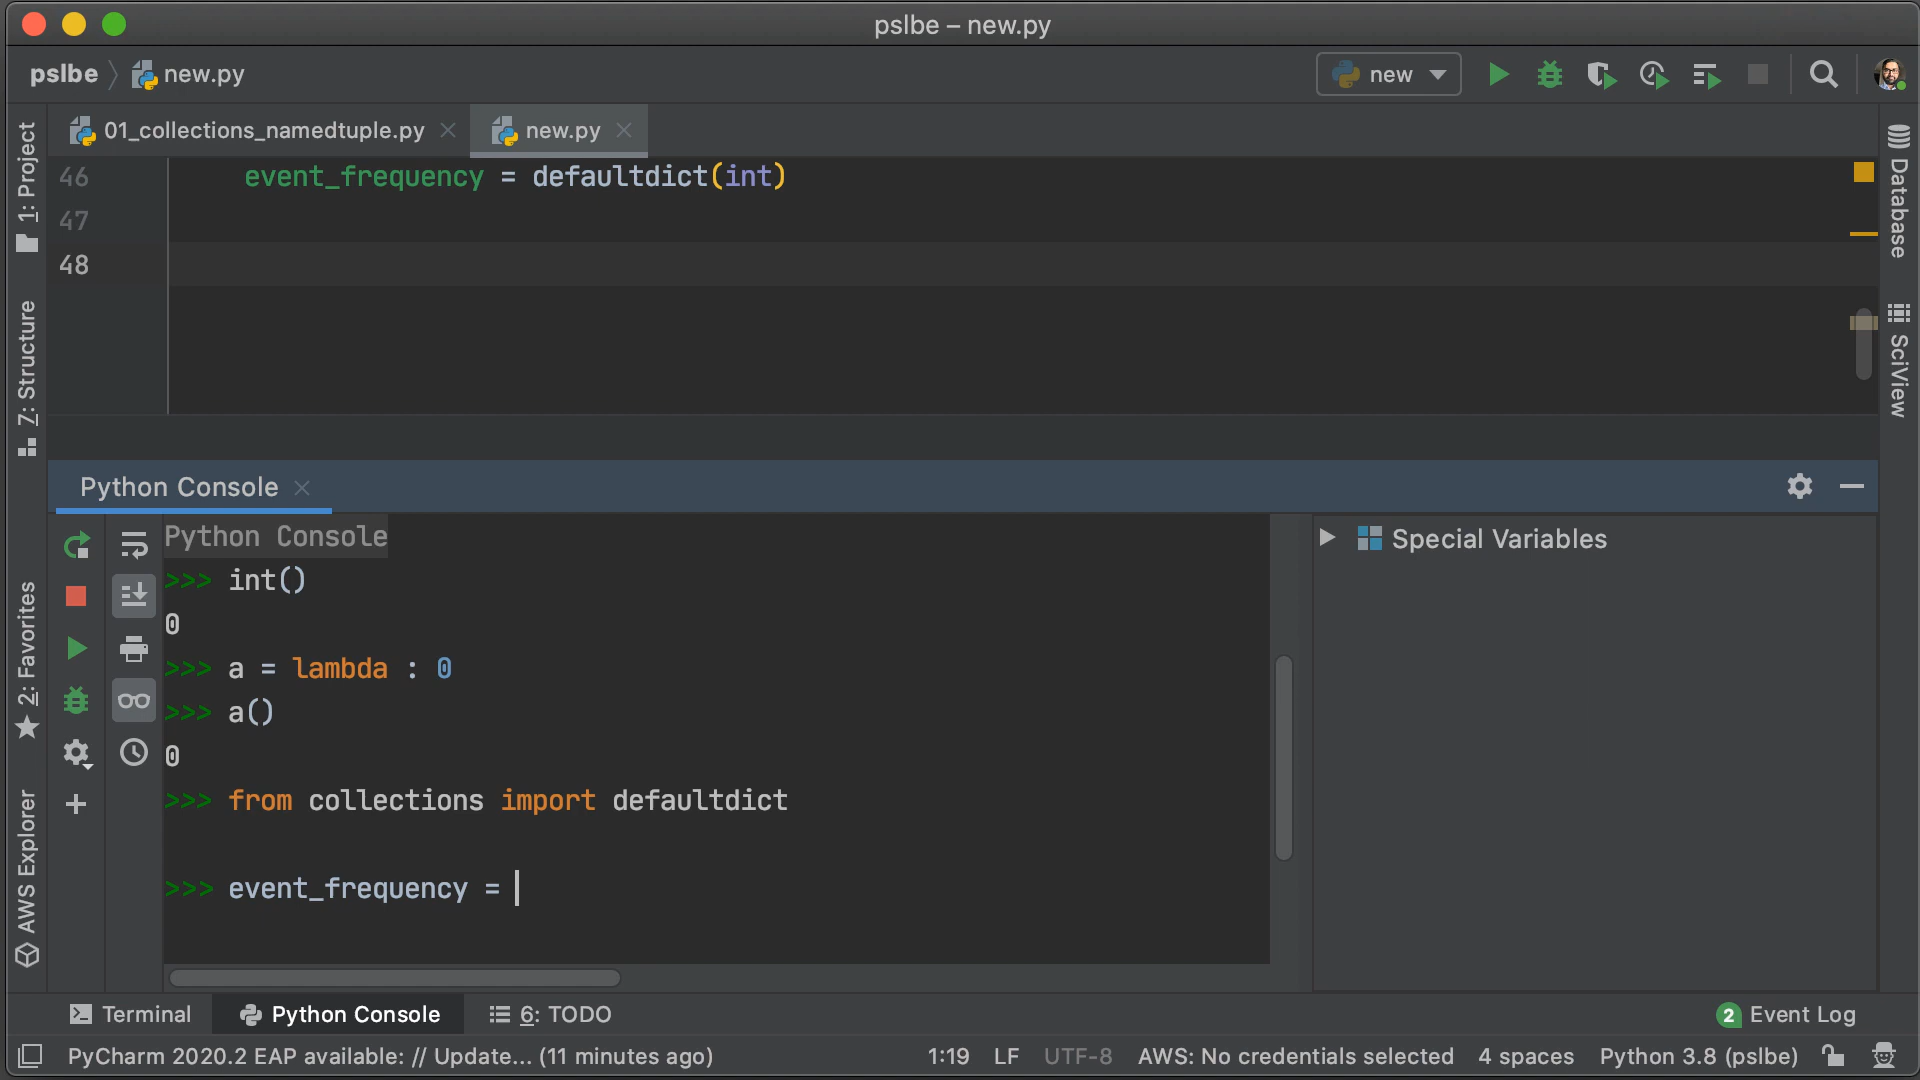 pslbe – new.py
pslbe
new.py
new
01_collections_namedtuple.py
new.py
1: Project
7: Structure
2: Favorites
AWS Explorer
Database
SciView
46 event_frequency = defaultdict(int)
47
48
Python Console
Python Console
>>> int()
0
>>> a = lambda : 0
>>> a()
0
>>> from collections import defaultdict
>>> event_frequency =
Special Variables
Terminal
Python Console
6: TODO
2 Event Log
PyCharm 2020.2 EAP available: // Update... (11 minutes ago)
1:19 LF UTF-8 AWS: No credentials selected 4 spaces Python 3.8 (pslbe)